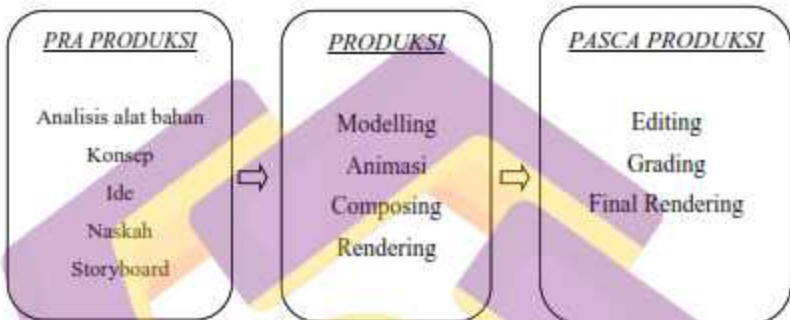 PRA PRODUKSI
Analisis alat bahan
Konsep
Ide
Naskah
Storyboard
PRODUKSI
Modelling
Animasi
Composing
Rendering
PASCA PRODUKSI
Editing
Grading
Final Rendering